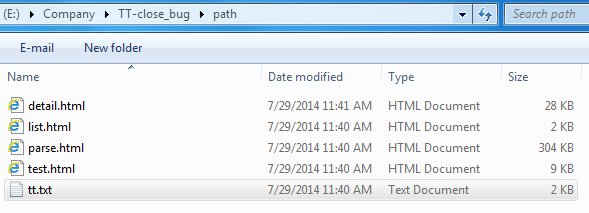 (E:) Company TT-close_bug path Search path
E-mail New folder
Name Date modified Type Size
detail.html 7/29/2014 11:41 AM HTML Document 28 KB
list.html 7/29/2014 11:40 AM HTML Document 2 KB
parse.html 7/29/2014 11:40 AM HTML Document 304 KB
test.html 7/29/2014 11:40 AM HTML Document 9 KB
tt.txt 7/29/2014 11:40 AM Text Document 2 KB